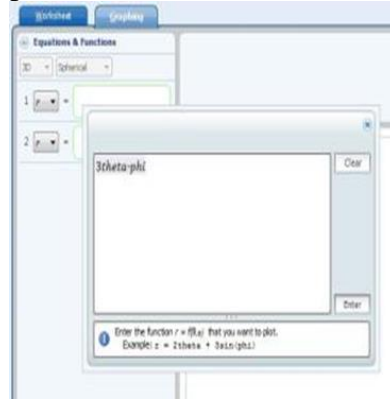 Worksheet Graphing
Equations & Functions
3D Spherical
1 r =
2 r =
3theta-phi
Clear
Enter
Enter the function r = f(θ,φ) that you want to plot.
Example: r = 2theta + 3sin(phi)